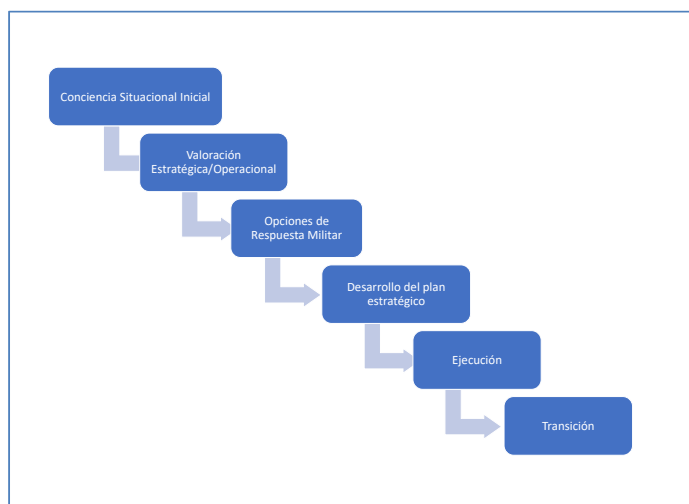 Conciencia Situacional Inicial
Valoración
Estratégica/Operacional
Opciones de
Respuesta Militar
Desarrollo del plan
estratégico
Ejecución
Transición